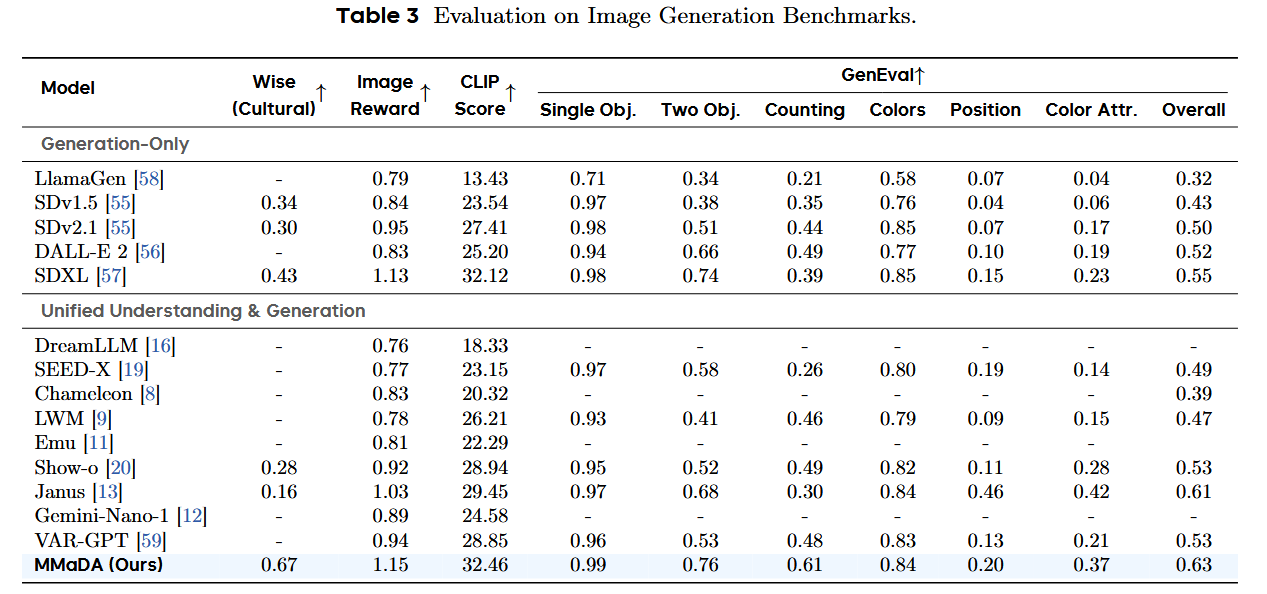 Table 3 Evaluation on Image Generation Benchmarks.
Model Wise (Cultural)↑ Image Reward↑ CLIP Score↑ GenEval↑
Single Obj. Two Obj. Counting Colors Position Color Attr. Overall
Generation-Only
LlamaGen [58] - 0.79 13.43 0.71 0.34 0.21 0.58 0.07 0.04 0.32
SDv1.5 [55] 0.34 0.84 23.54 0.97 0.38 0.35 0.76 0.04 0.06 0.43
SDv2.1 [55] 0.30 0.95 27.41 0.98 0.51 0.44 0.85 0.07 0.17 0.50
DALL-E 2 [56] - 0.83 25.20 0.94 0.66 0.49 0.77 0.10 0.19 0.52
SDXL [57] 0.43 1.13 32.12 0.98 0.74 0.39 0.85 0.15 0.23 0.55
Unified Understanding & Generation
DreamLLM [16] - 0.76 18.33 - - - - - - -
SEED-X [19] - 0.77 23.15 0.97 0.58 0.26 0.80 0.19 0.14 0.49
Chameleon [8] - 0.83 20.32 - - - - - - 0.39
LWM [9] - 0.78 26.21 0.93 0.41 0.46 0.79 0.09 0.15 0.47
Emu [11] - 0.81 22.29 - - - - - -
Show-o [20] 0.28 0.92 28.94 0.95 0.52 0.49 0.82 0.11 0.28 0.53
Janus [13] 0.16 1.03 29.45 0.97 0.68 0.30 0.84 0.46 0.42 0.61
Gemini-Nano-1 [12] - 0.89 24.58 - - - - - - -
VAR-GPT [59] - 0.94 28.85 0.96 0.53 0.48 0.83 0.13 0.21 0.53
MMaDA (Ours) 0.67 1.15 32.46 0.99 0.76 0.61 0.84 0.20 0.37 0.63